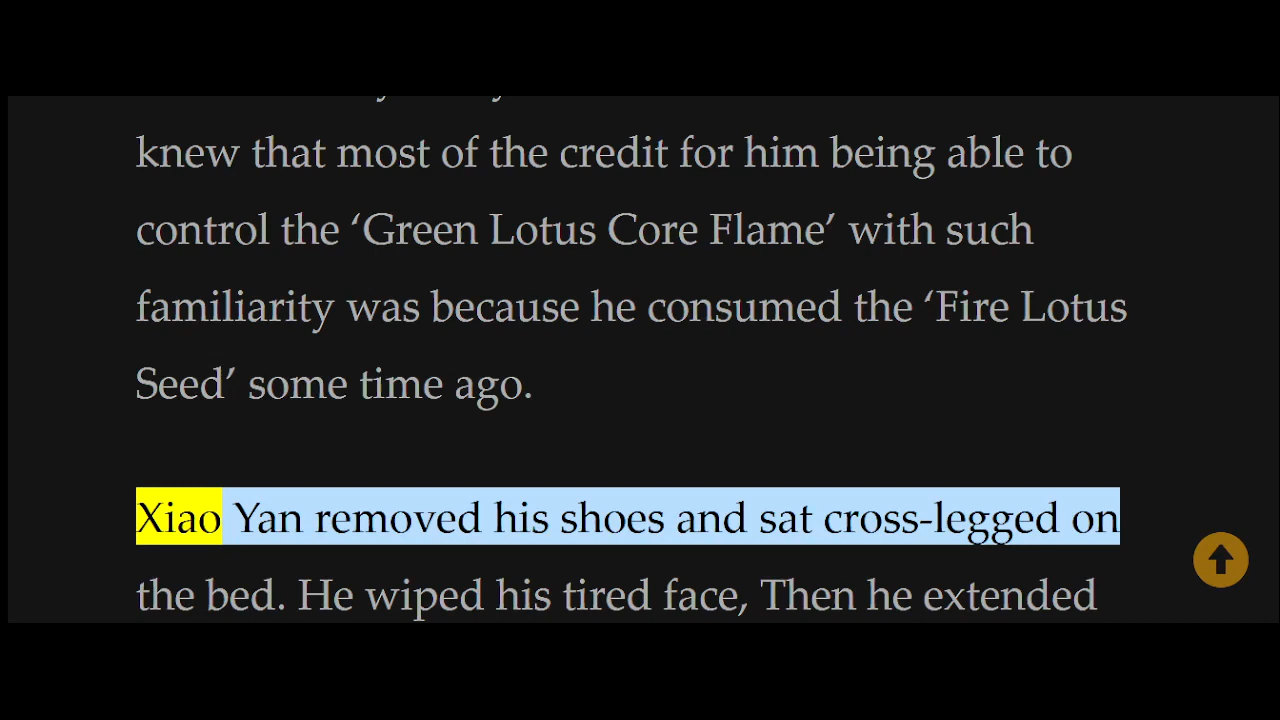 knew that most of the credit for him being able to
control the ‘Green Lotus Core Flame’ with such
familiarity was because he consumed the ‘Fire Lotus
Seed’ some time ago.
Xiao Yan removed his shoes and sat cross-legged on
the bed. He wiped his tired face, Then he extended